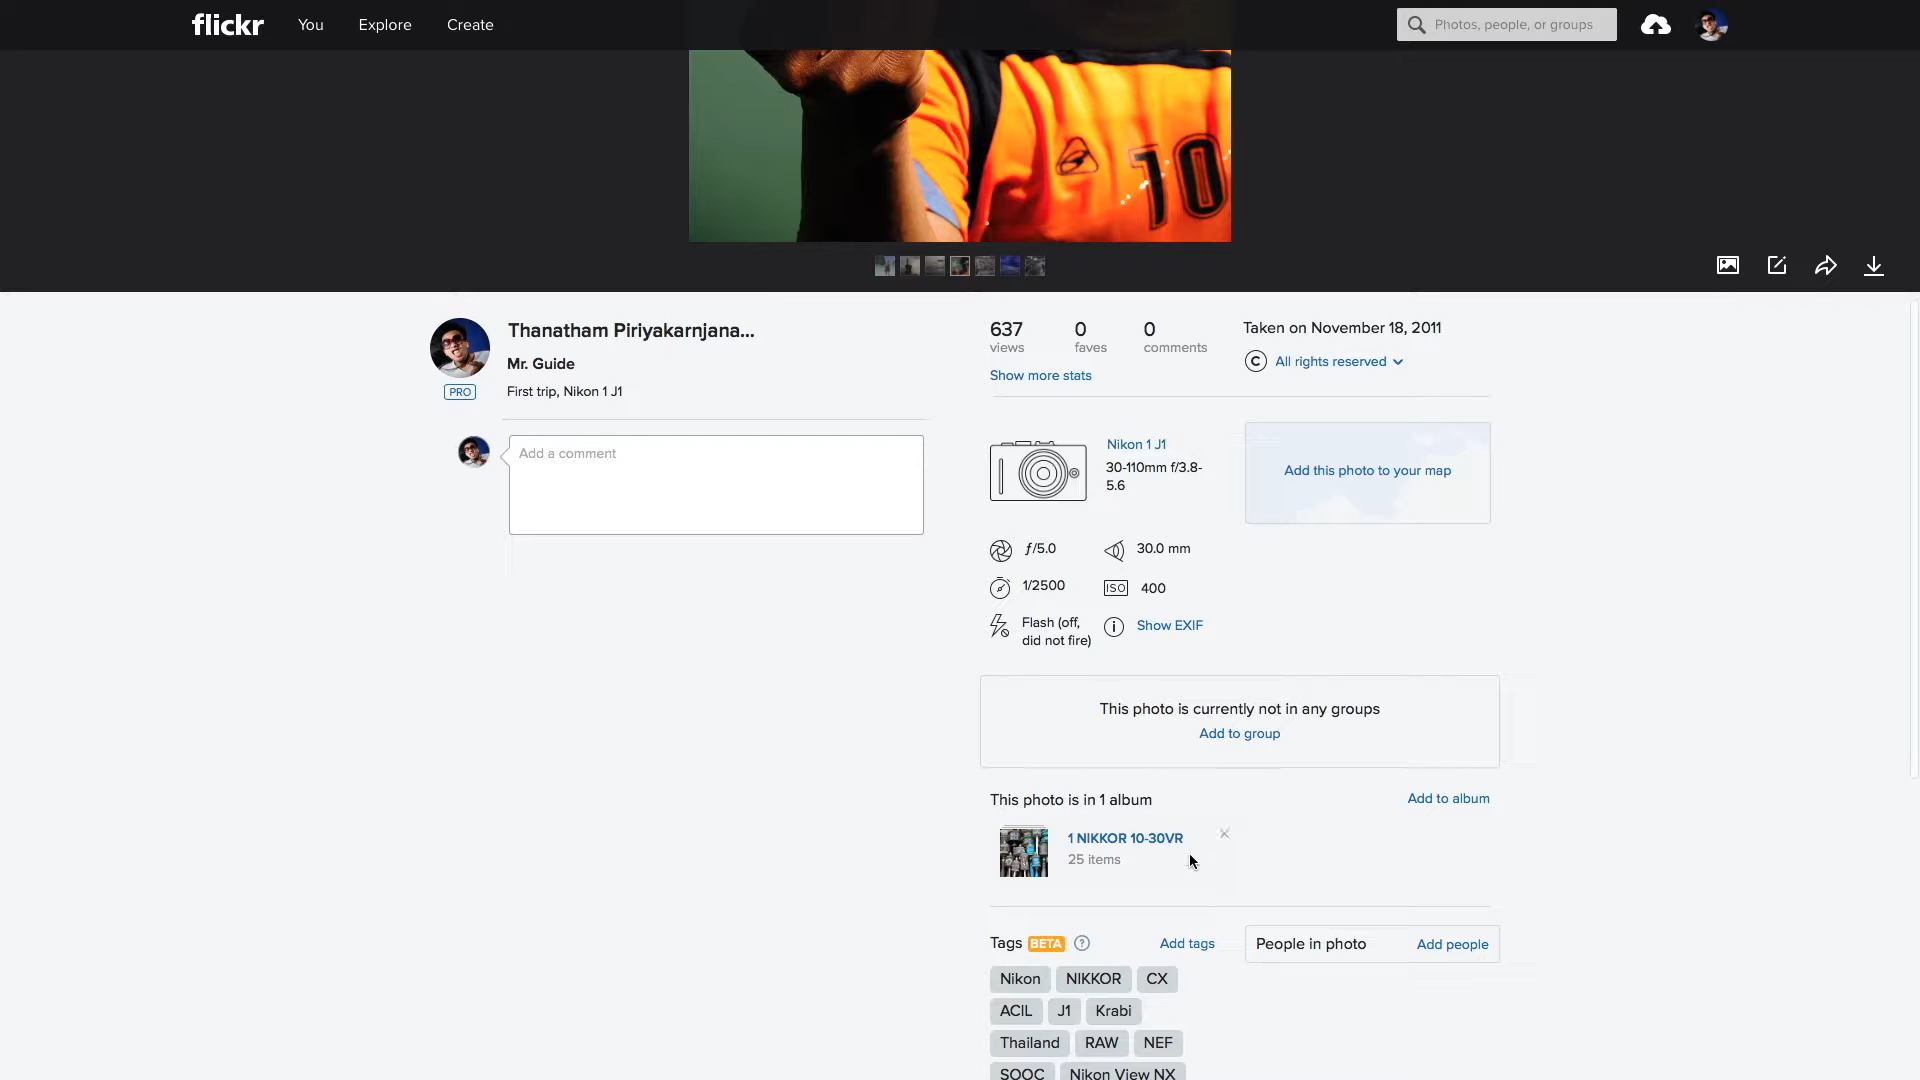 flickr
You
Explore
Create
Photos, people, or groups
10
Thanatham Piriyakarnjana...
Mr. Guide
PRO
First trip, Nikon 1 J1
Add a comment
637
views
0
faves
0
comments
Show more stats
Taken on November 18, 2011
C All rights reserved
Nikon 1 J1
30-110mm f/3.8-
5.6
Add this photo to your map
ƒ/5.0
30.0 mm
1/2500
ISO 400
Flash (off,
did not fire)
Show EXIF
This photo is currently not in any groups
Add to group
This photo is in 1 album
Add to album
1 NIKKOR 10-30VR
25 items
Tags BETA ?
Add tags
People in photo
Add people
Nikon NIKKOR CX
ACIL J1 Krabi
Thailand RAW NEF
SOOC Nikon View NX